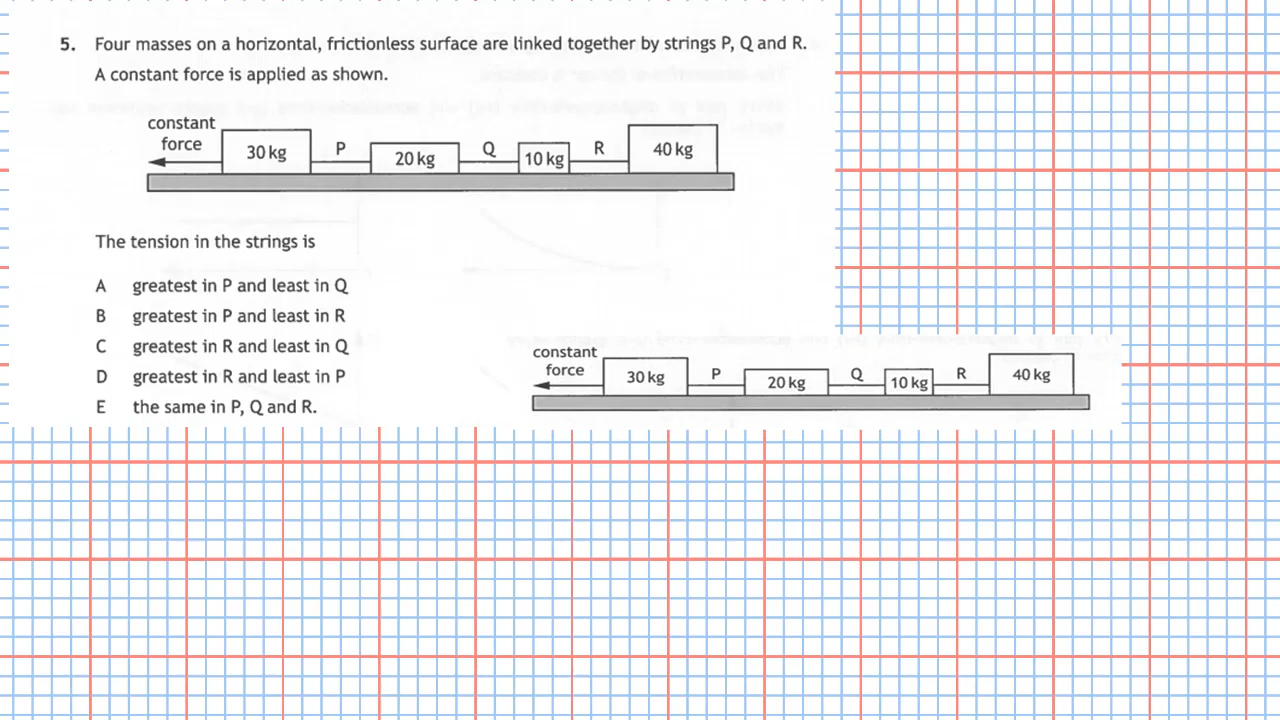 5. Four masses on a horizontal, frictionless surface are linked together by strings P, Q and R.
A constant force is applied as shown.
constant
force
30 kg P 20 kg Q 10 kg R 40 kg
The tension in the strings is
A greatest in P and least in Q
B greatest in P and least in R
C greatest in R and least in Q
D greatest in R and least in P
E the same in P, Q and R.
constant
force
30 kg P 20 kg Q 10 kg R 40 kg